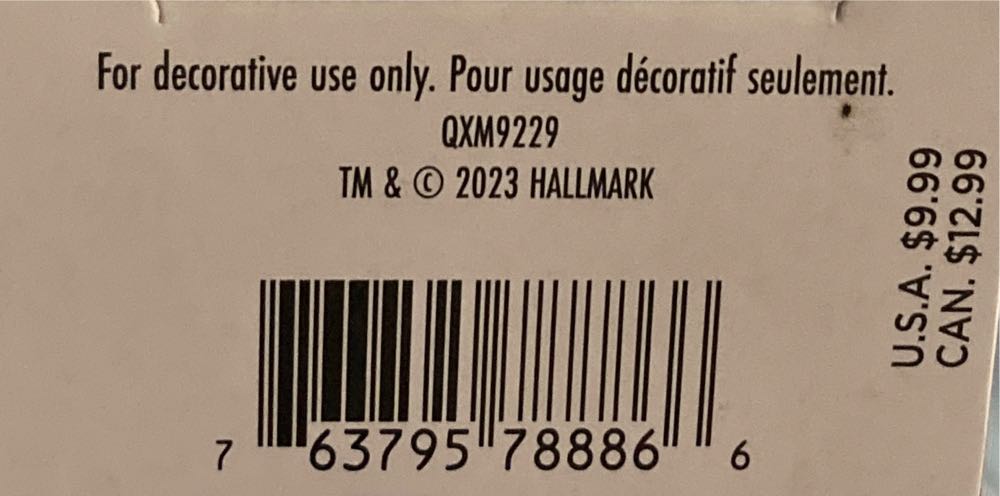 For decorative use only. Pour usage décoratif seulement.
QXM9229
TM & © 2023 HALLMARK
U.S.A. $9.99
CAN. $12.99
7 63795 78886 6